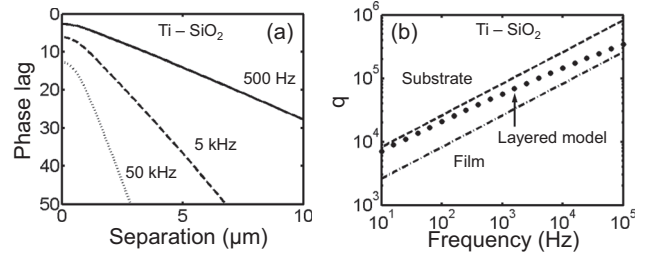 Ti – SiO2 (a)
0
10
20
30
40
50
Phase lag
500 Hz
5 kHz
50 kHz
0 5 10
Separation (μm)
Ti – SiO2
(b)
10^6
10^5
10^4
10^3
q
Substrate
Layered model
Film
10^1 10^2 10^3 10^4 10^5
Frequency (Hz)